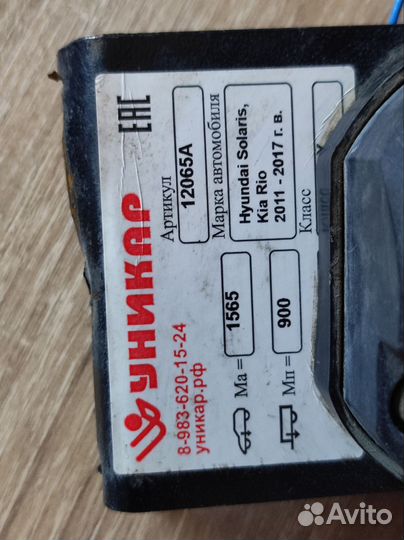 УНИКАР
8-983-620-15-24
уникар.рф
EAC
Артикул
12065А
Марка автомобиля
Hyundai Solaris,
Kia Rio
2011 - 2017 г. в.
Класс
Ма =
1565
Мп =
900
Avito